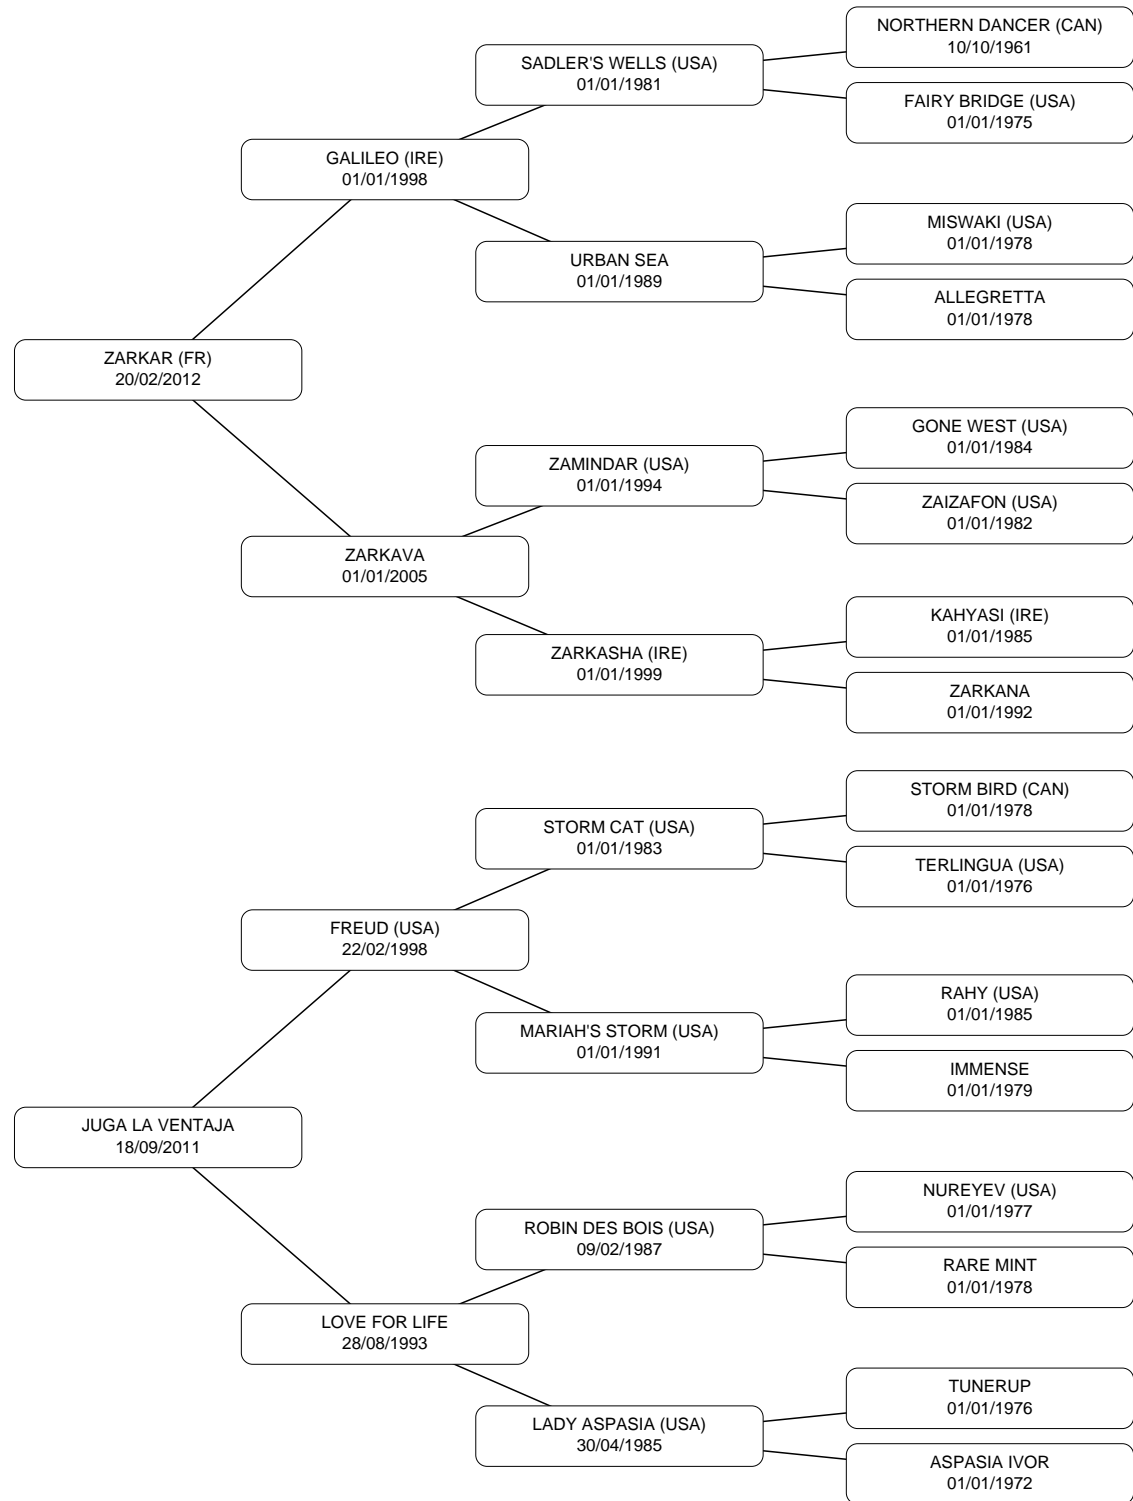 NORTHERN DANCER (CAN)
10/10/1961
SADLER'S WELLS (USA)
01/01/1981
FAIRY BRIDGE (USA)
01/01/1975
GALILEO (IRE)
01/01/1998
MISWAKI (USA)
01/01/1978
URBAN SEA
01/01/1989
ALLEGRETTA
01/01/1978
ZARKAR (FR)
20/02/2012
GONE WEST (USA)
01/01/1984
ZAMINDAR (USA)
01/01/1994
ZAIZAFON (USA)
01/01/1982
ZARKAVA
01/01/2005
KAHYASI (IRE)
01/01/1985
ZARKASHA (IRE)
01/01/1999
ZARKANA
01/01/1992
STORM BIRD (CAN)
01/01/1978
STORM CAT (USA)
01/01/1983
TERLINGUA (USA)
01/01/1976
FREUD (USA)
22/02/1998
RAHY (USA)
01/01/1985
MARIAH'S STORM (USA)
01/01/1991
IMMENSE
01/01/1979
JUGA LA VENTAJA
18/09/2011
NUREYEV (USA)
01/01/1977
ROBIN DES BOIS (USA)
09/02/1987
RARE MINT
01/01/1978
LOVE FOR LIFE
28/08/1993
TUNERUP
01/01/1976
LADY ASPASIA (USA)
30/04/1985
ASPASIA IVOR
01/01/1972